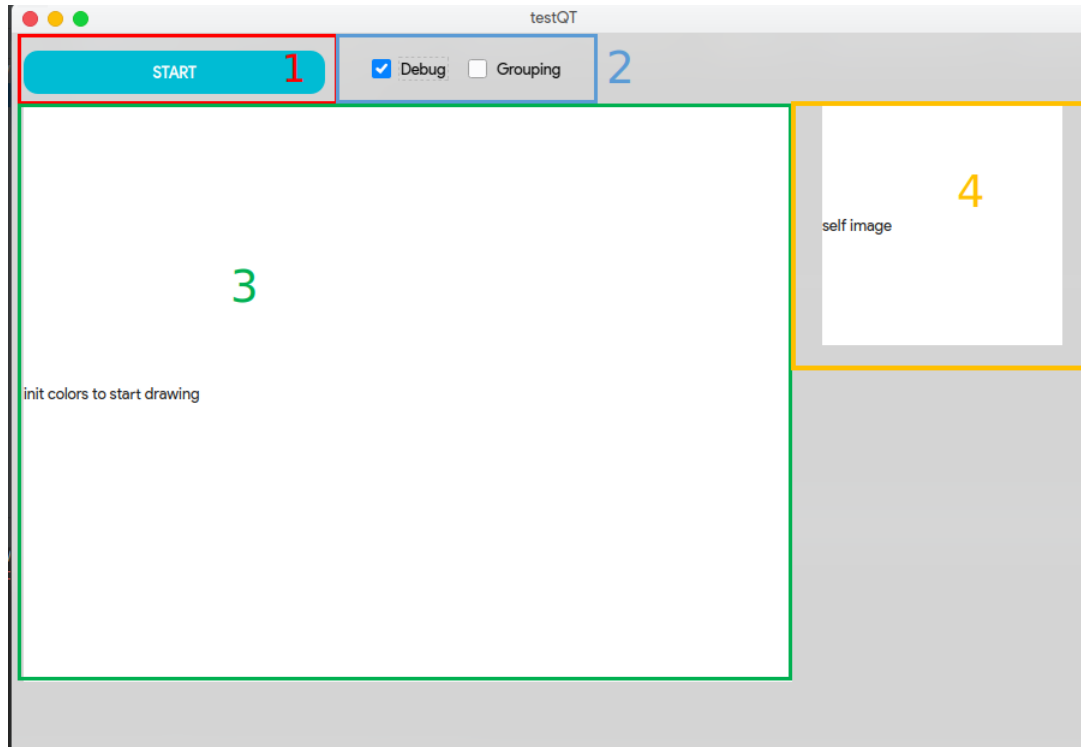 testQT
START 1 Debug Grouping 2
4
self image
3
init colors to start drawing